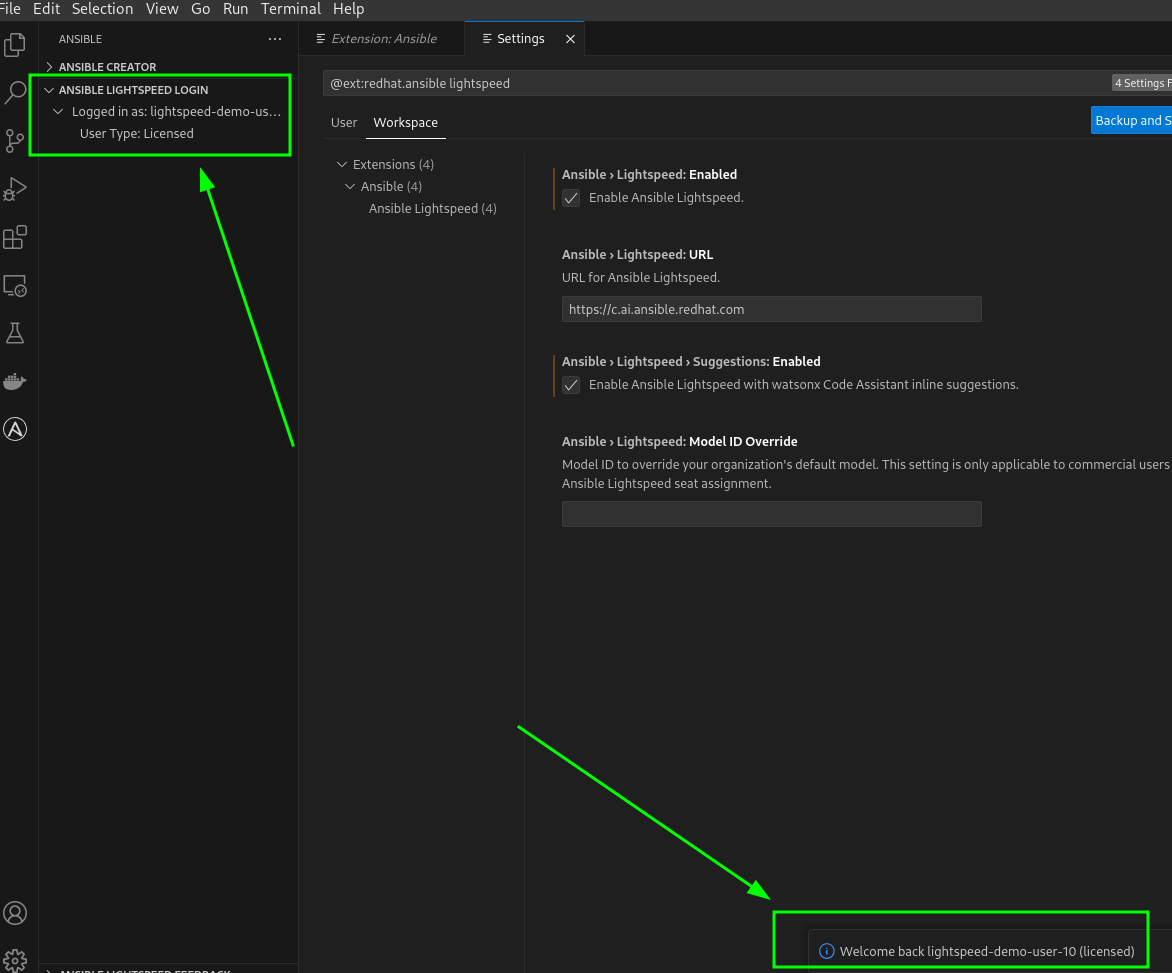 File Edit Selection View Go Run Terminal Help
ANSIBLE
Extension: Ansible
Settings
ANSIBLE CREATOR
ANSIBLE LIGHTSPEED LOGIN
Logged in as: lightspeed-demo-us...
User Type: Licensed
@ext:redhat.ansible lightspeed
4 Settings F
User Workspace
Backup and S
Extensions (4)
Ansible (4)
Ansible Lightspeed (4)
Ansible › Lightspeed: Enabled
Enable Ansible Lightspeed.
Ansible › Lightspeed: URL
URL for Ansible Lightspeed.
https://c.ai.ansible.redhat.com
Ansible › Lightspeed › Suggestions: Enabled
Enable Ansible Lightspeed with watsonx Code Assistant inline suggestions.
Ansible › Lightspeed: Model ID Override
Model ID to override your organization's default model. This setting is only applicable to commercial users
Ansible Lightspeed seat assignment.
Welcome back lightspeed-demo-user-10 (licensed)
ANSIBLE LIGHTSPEED FEEDBACK